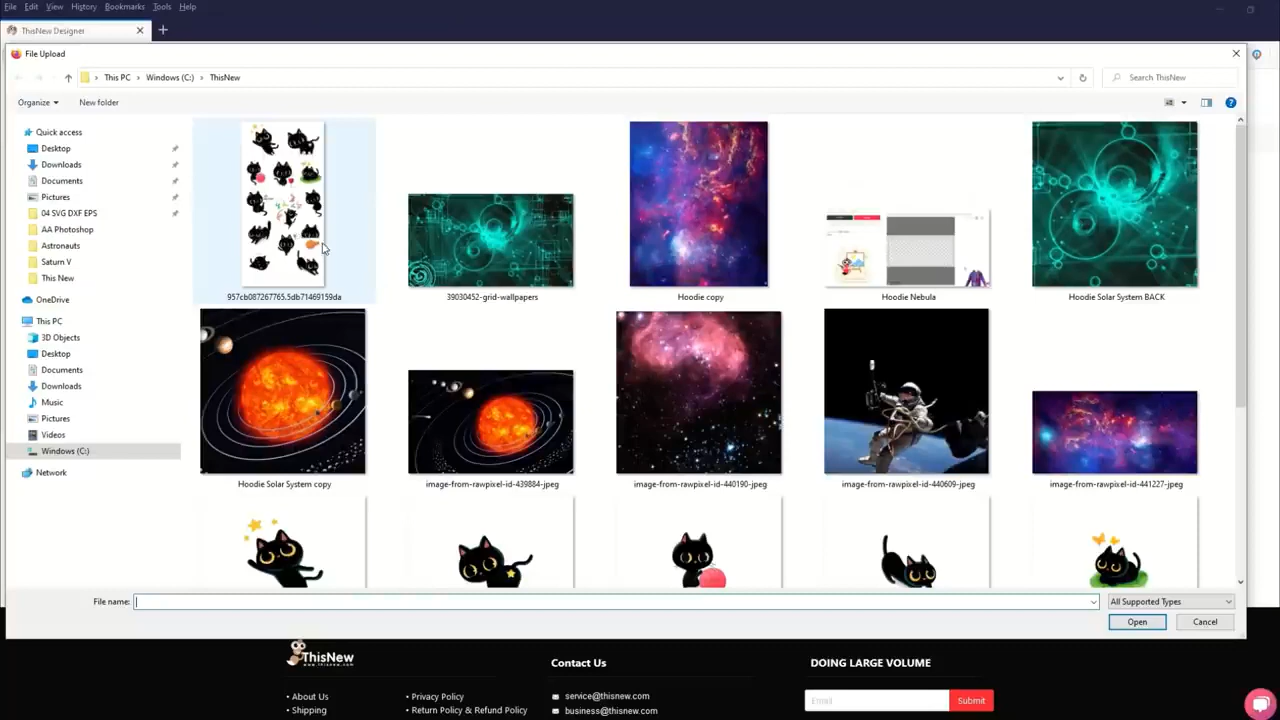 File Edit View History Bookmarks Tools Help
ThisNew Designer
File Upload
This PC Windows (C:) ThisNew
Search ThisNew
Organize New folder
Quick access
Desktop
Downloads
Documents
Pictures
04 SVG DXF EPS
AA Photoshop
Astronauts
Saturn V
This New
OneDrive
This PC
3D Objects
Desktop
Documents
Downloads
Music
Pictures
Videos
Windows (C:)
Network
957cb087267765.5db71469159da
39030452-grid-wallpapers
Hoodie copy
Hoodie Nebula
Hoodie Solar System BACK
Hoodie Solar System copy
image-from-rawpixel-id-439884-jpeg
image-from-rawpixel-id-440190-jpeg
image-from-rawpixel-id-440609-jpeg
image-from-rawpixel-id-441227-jpeg
File name:
All Supported Types
Open Cancel
ThisNew
www.thisnew.com
• About Us
• Shipping
• Privacy Policy
• Return Policy & Refund Policy
Contact Us
service@thisnew.com
business@thisnew.com
DOING LARGE VOLUME
Email
Submit